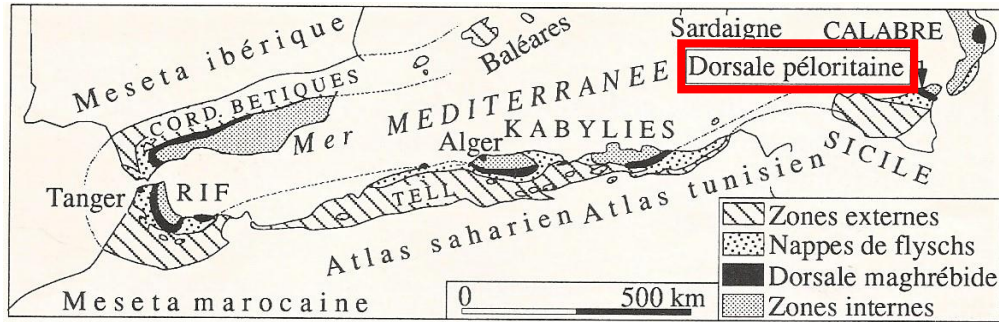 Meseta ibérique
Baléares
Sardaigne
CALABRE
Dorsale péloritaine
CORD. BETIQUES
Mer MEDITERRANEE
Alger
KABYLIES
SICILE
Tanger
RIF
TELL
Atlas saharien
Atlas tunisien
Meseta marocaine
0 500 km
Zones externes
Nappes de flyschs
Dorsale maghrébide
Zones internes